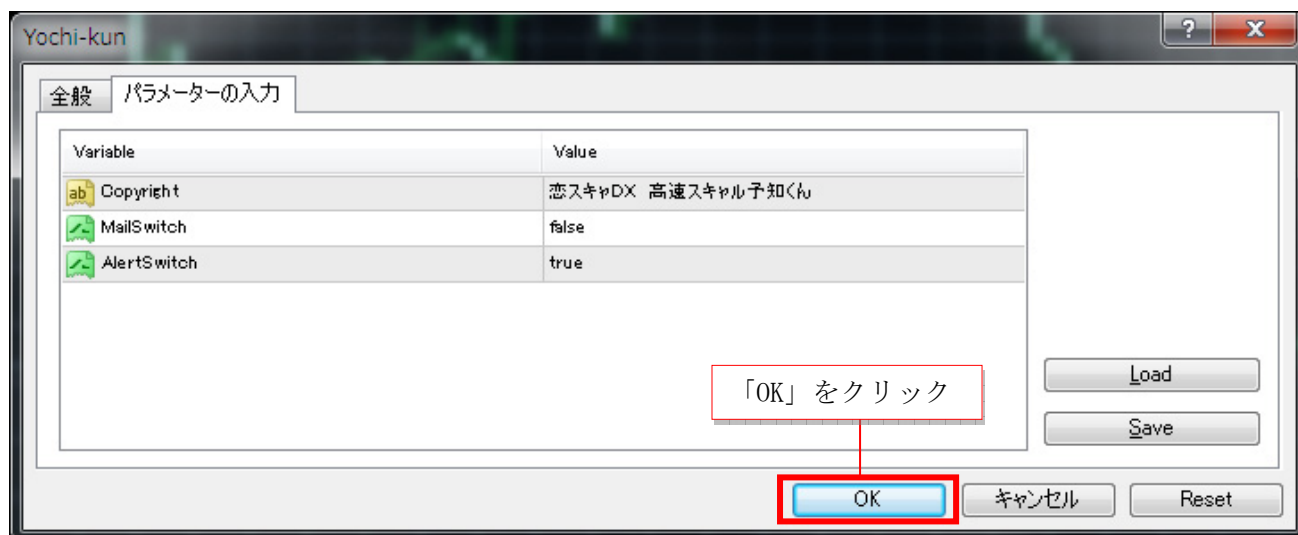 Yochi-kun
?
X
全般 パラメーターの入力
Variable Value
ab Copyright 恋スキャDX 高速スキャル予知くん
MailSwitch false
AlertSwitch true
「OK」をクリック
Load
Save
OK キャンセル Reset